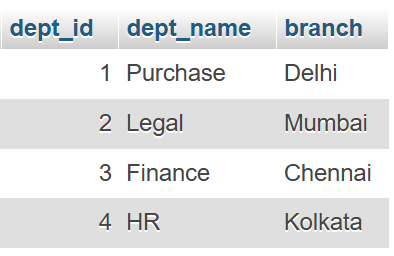 dept_id dept_name branch
1 Purchase Delhi
2 Legal Mumbai
3 Finance Chennai
4 HR Kolkata